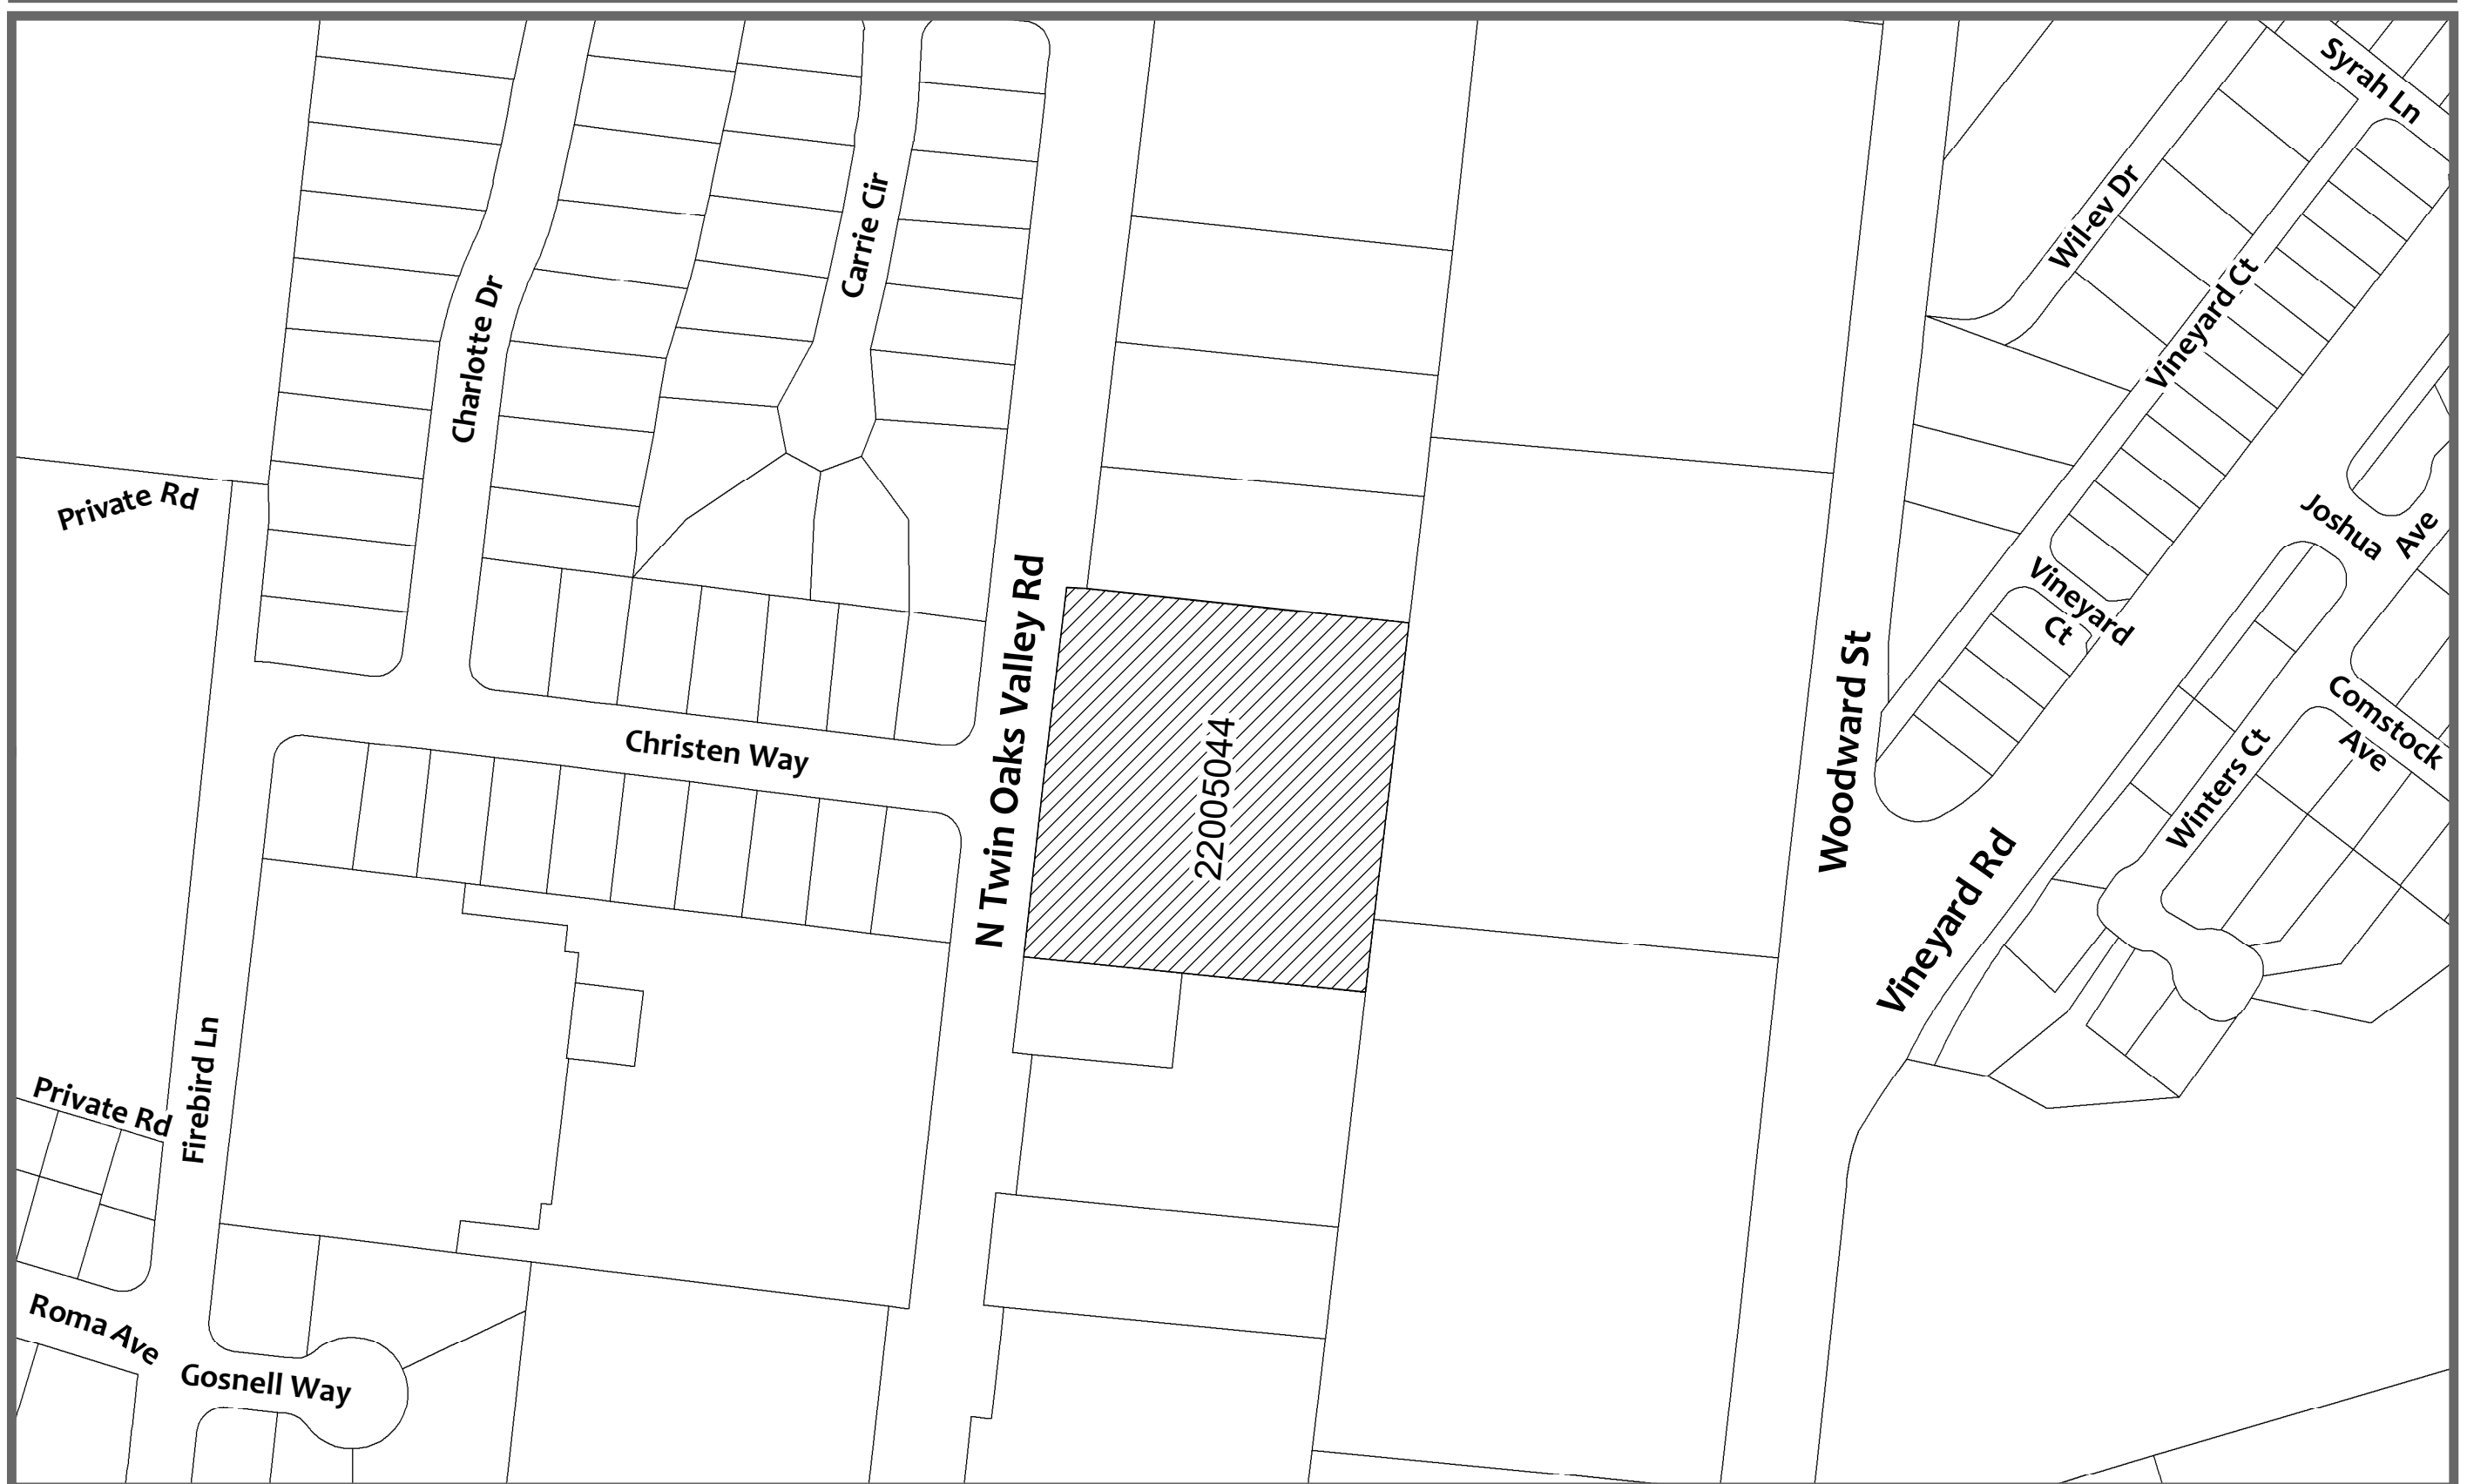 Syrah Ln
Wil-ev Dr
Carrie Cir
Vineyard Ct
Charlotte Dr
Private Rd
Joshua
Ave
Vineyard
Ct
N Twin Oaks Valley Rd
Woodward St
2200505044
Comstock
Ave
Christen Way
Winters Ct
Vineyard Rd
Firebird Ln
Private Rd
Roma Ave
Gosnell Way